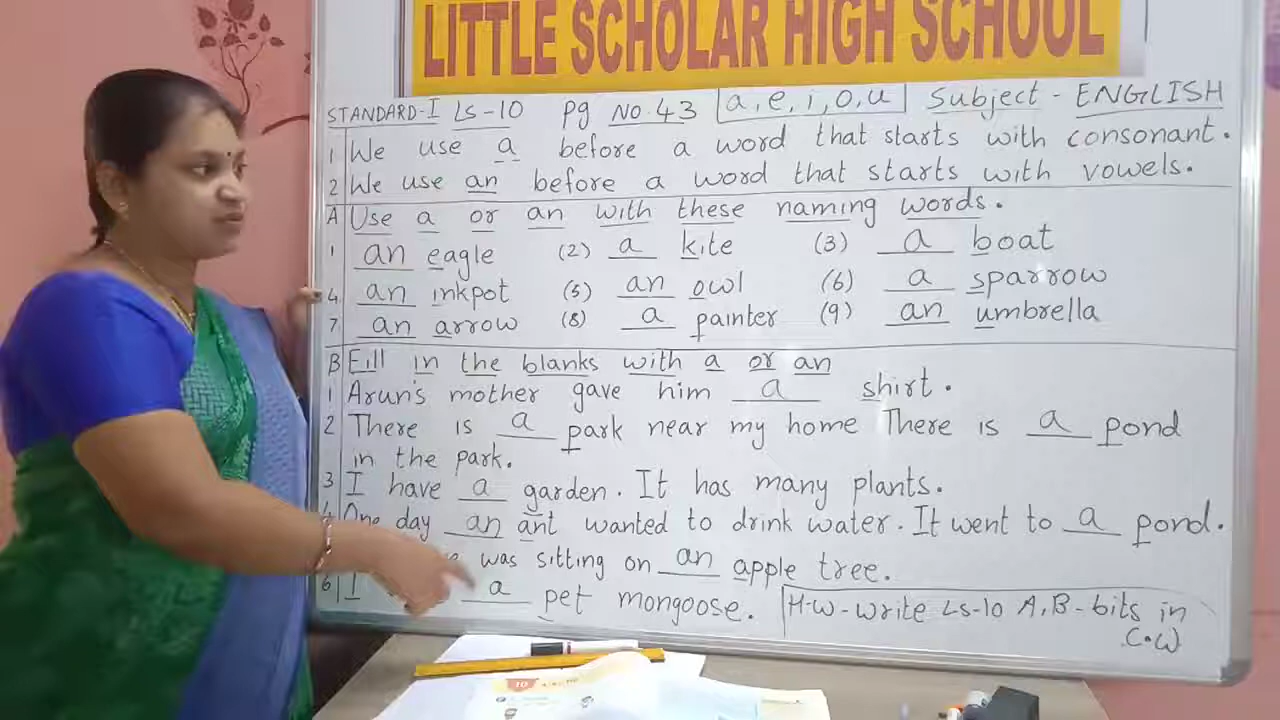 LITTLE SCHOLAR HIGH SCHOOL
STANDARD-I Ls-10 Pg NO.43 a,e,i,o,u Subject - ENGLISH
1 We use a before a word that starts with consonant.
2 We use an before a word that starts with vowels.
A Use a or an with these naming words.
1 an eagle (2) a kite (3) a boat
4 an inkpot (5) an owl (6) a sparrow
7 an arrow (8) a painter (9) an umbrella
B Fill in the blanks with a or an
1 Arun's mother gave him a shirt.
2 There is a park near my home There is a pond
in the park.
3 I have a garden. It has many plants.
4 One day an ant wanted to drink water. It went to a pond.
was sitting on an apple tree.
6 I a pet mongoose. H.W-write Ls-10 A,B-bits in
C.W
10